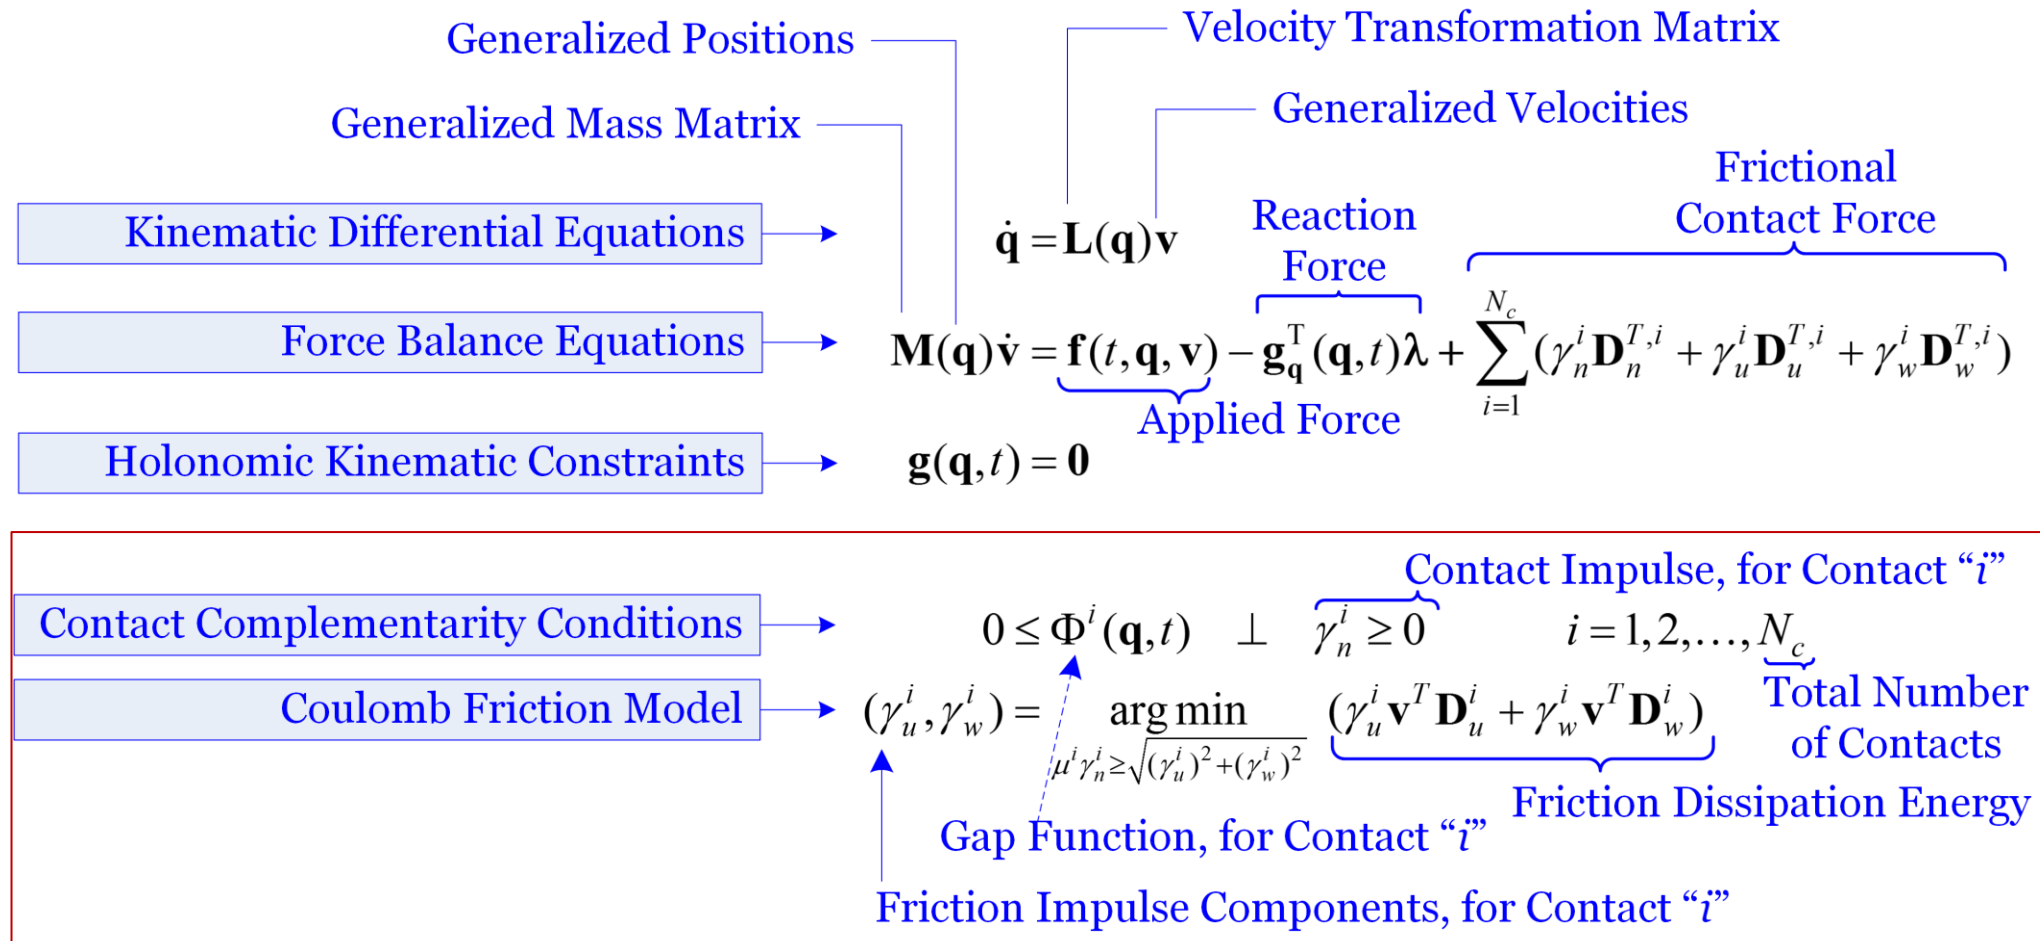 Velocity Transformation Matrix
Generalized Positions
Generalized Velocities
Generalized Mass Matrix
Frictional
Contact Force
Reaction
Force
Kinematic Differential Equations
q̇ = L(q)v
Force Balance Equations
M(q)v̇ = f(t,q,v) − g_q^T(q,t)λ + ∑_{i=1}^{N_c}(γ_n^i D_n^{T,i} + γ_u^i D_u^{T,i} + γ_w^i D_w^{T,i})
Applied Force
Holonomic Kinematic Constraints
g(q,t) = 0
Contact Impulse, for Contact “i”
Contact Complementarity Conditions
0 ≤ Φ^i(q,t) ⊥ γ_n^i ≥ 0 i = 1,2,…,N_c
Total Number
of Contacts
Coulomb Friction Model
(γ_u^i, γ_w^i) = arg min_{μ^i γ_n^i ≥ √((γ_u^i)^2 + (γ_w^i)^2)} (γ_u^i v^T D_u^i + γ_w^i v^T D_w^i)
Friction Dissipation Energy
Gap Function, for Contact “i”
Friction Impulse Components, for Contact “i”